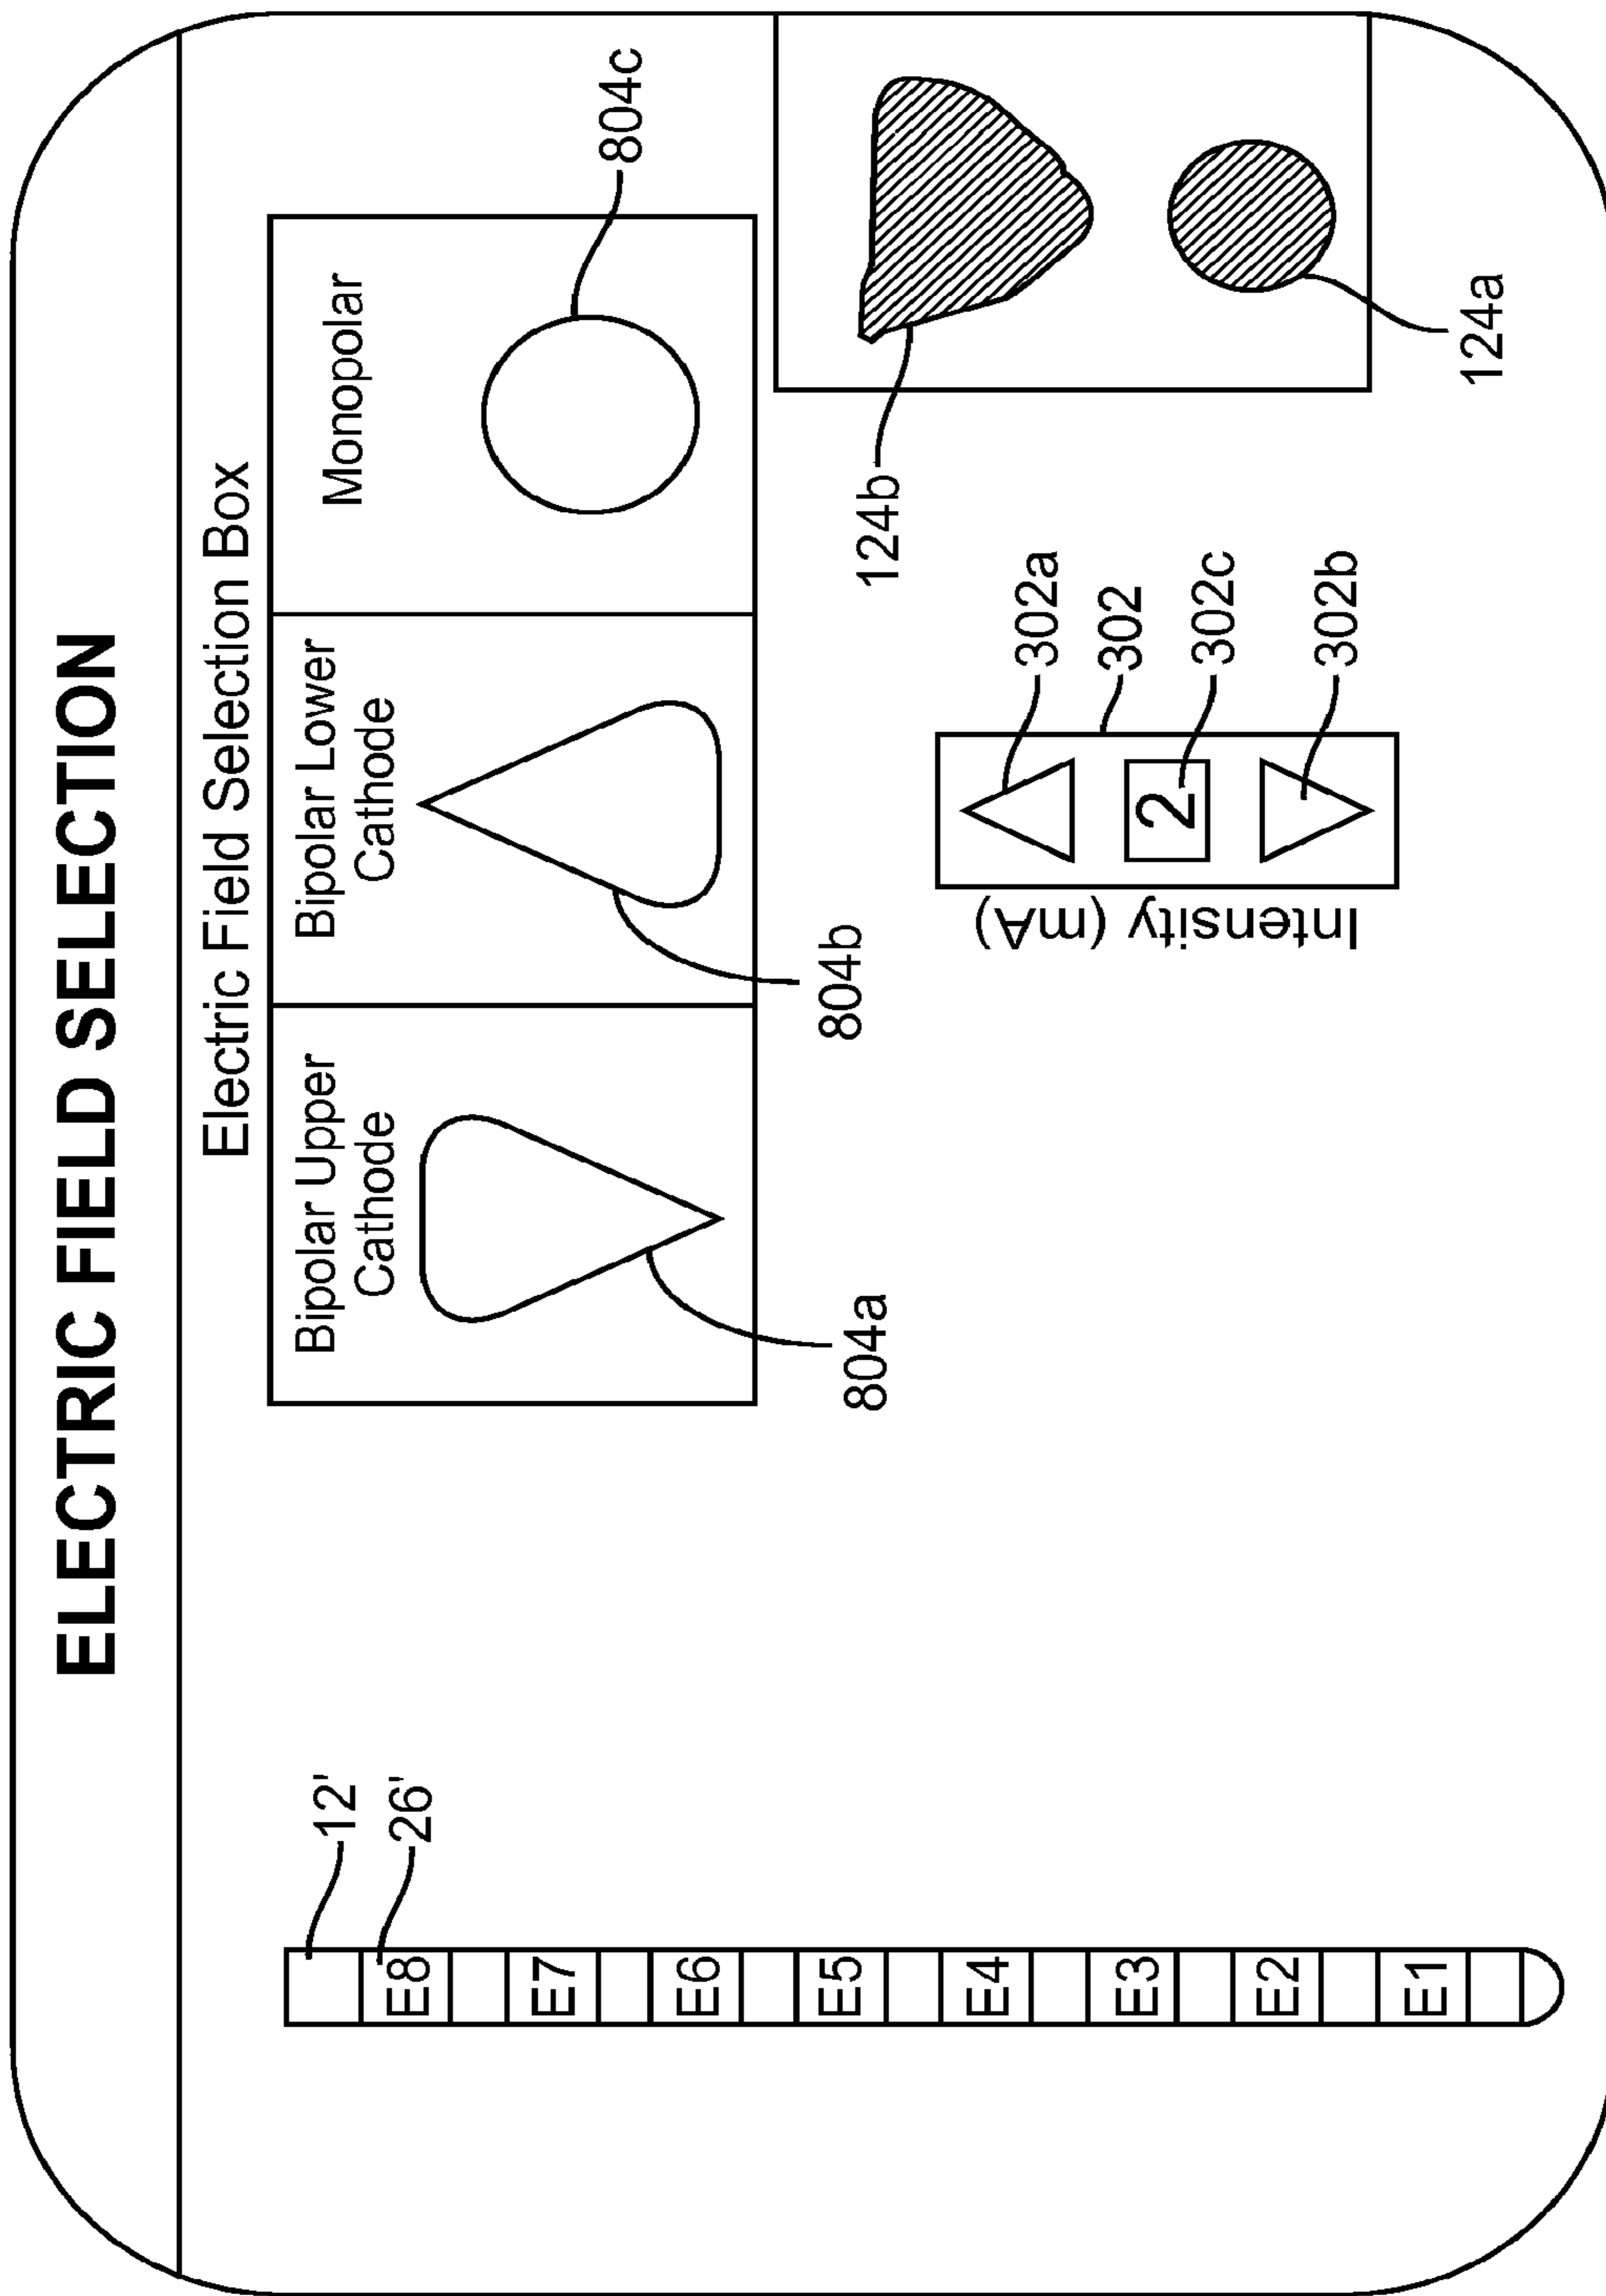 ELECTRIC FIELD SELECTION
Electric Field Selection Box
Bipolar Upper
Cathode
Bipolar Lower
Cathode
Monopolar
804a
804b
804c
12'
26'
E8
E7
E6
E5
E4
E3
E2
E1
Intensity (mA)
2
302a
302
302c
302b
124b
124a